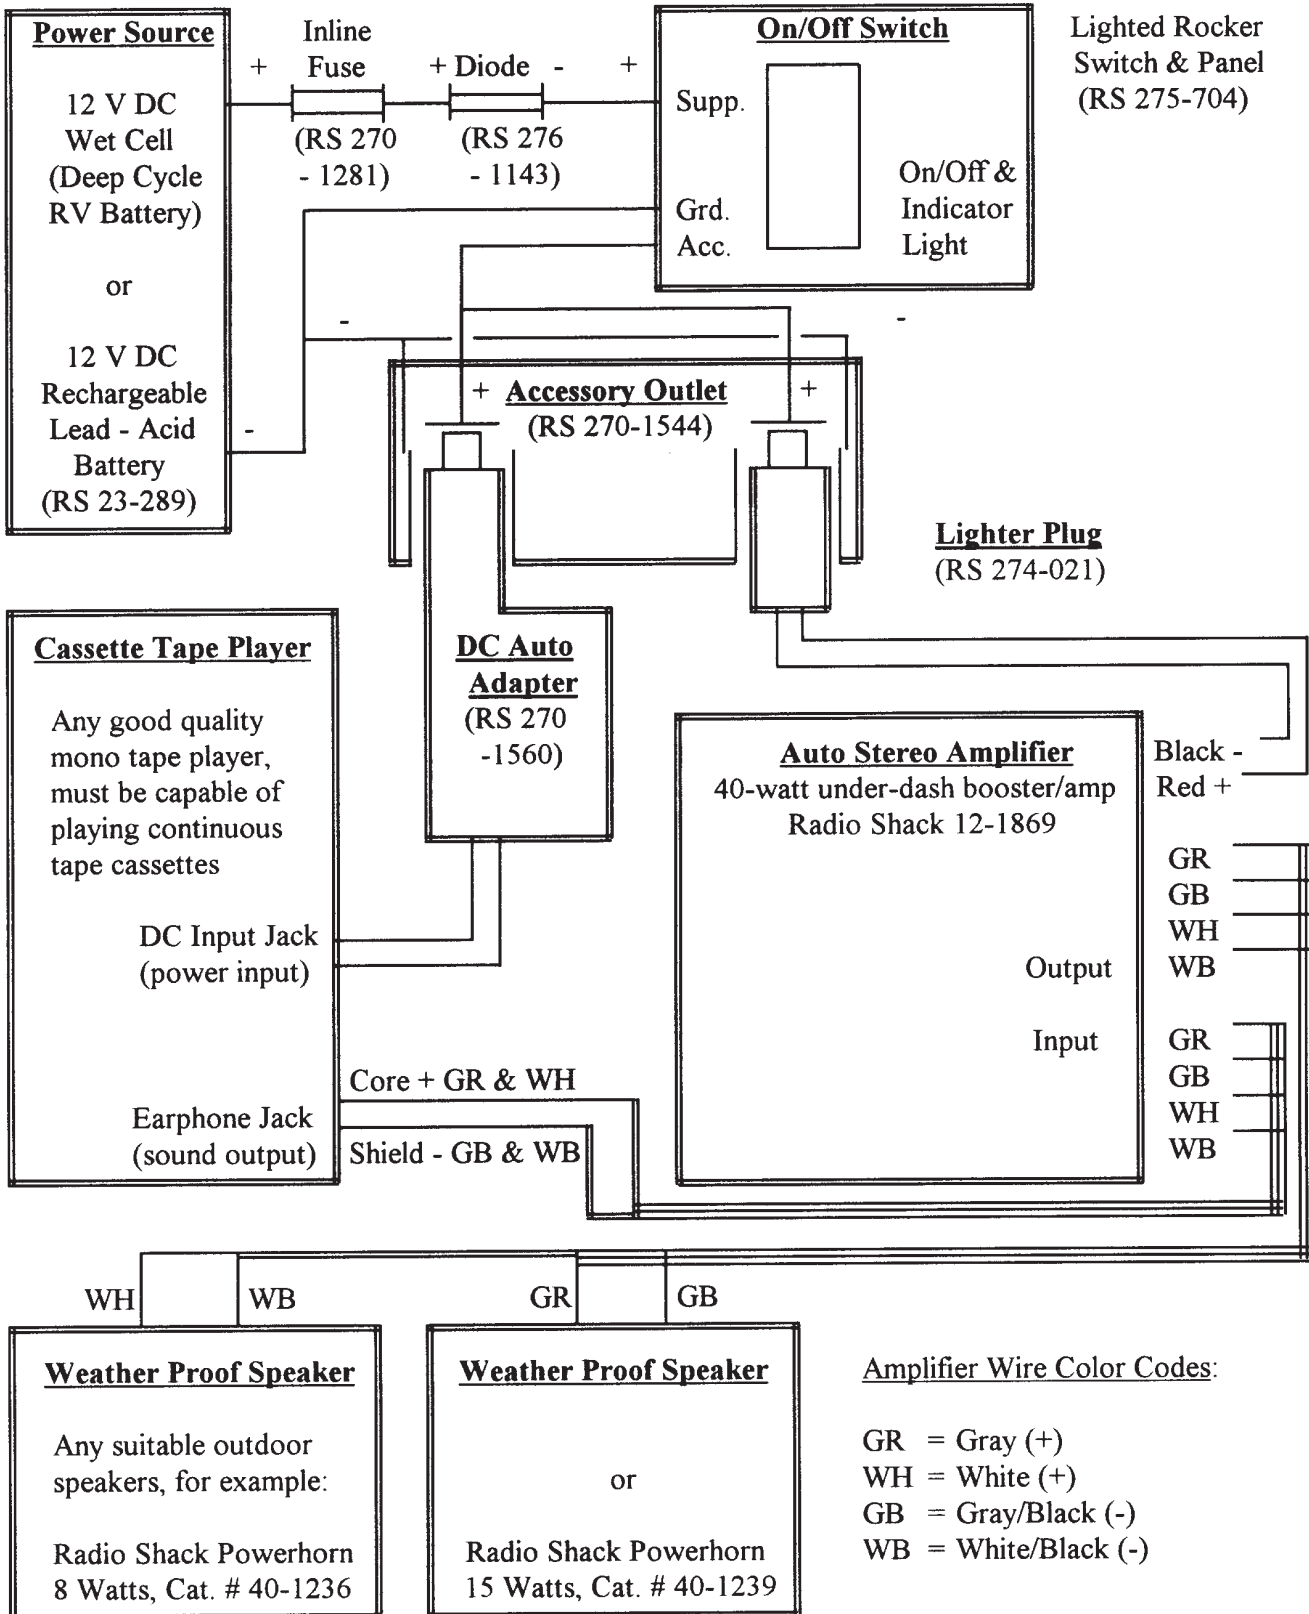 Power Source
12 V DC
Wet Cell
(Deep Cycle
RV Battery)
or
12 V DC
Rechargeable
Lead - Acid
Battery
(RS 23-289)
+
-
Inline
Fuse
(RS 270
- 1281)
+ Diode -
(RS 276
- 1143)
+
On/Off Switch
Supp.
Grd.
Acc.
On/Off &
Indicator
Light
Lighted Rocker
Switch & Panel
(RS 275-704)
-
-
+ Accessory Outlet +
(RS 270-1544)
Lighter Plug
(RS 274-021)
Cassette Tape Player
Any good quality
mono tape player,
must be capable of
playing continuous
tape cassettes
DC Input Jack
(power input)
Earphone Jack
(sound output)
DC Auto
Adapter
(RS 270
-1560)
Core + GR & WH
Shield - GB & WB
Auto Stereo Amplifier
40-watt under-dash booster/amp
Radio Shack 12-1869
Output
Input
Black -
Red +
GR
GB
WH
WB
GR
GB
WH
WB
WH
WB
GR
GB
Weather Proof Speaker
Any suitable outdoor
speakers, for example:
Radio Shack Powerhorn
8 Watts, Cat. # 40-1236
Weather Proof Speaker
or
Radio Shack Powerhorn
15 Watts, Cat. # 40-1239
Amplifier Wire Color Codes:
GR = Gray (+)
WH = White (+)
GB = Gray/Black (-)
WB = White/Black (-)